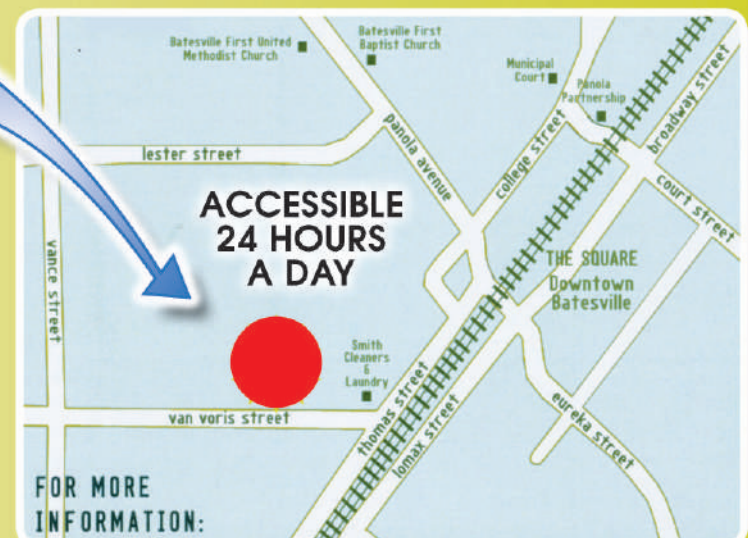 Batesville First United
Methodist Church
Batesville First
Baptist Church
Municipal
Court
Panola
Partnership
broadway street
lester street
panola avenue
college street
court street
ACCESSIBLE
24 HOURS
A DAY
vance street
THE SQUARE
Downtown
Batesville
Smith
Cleaners
&
Laundry
van voris street
thomas street
lomax street
eureka street
FOR MORE
INFORMATION: